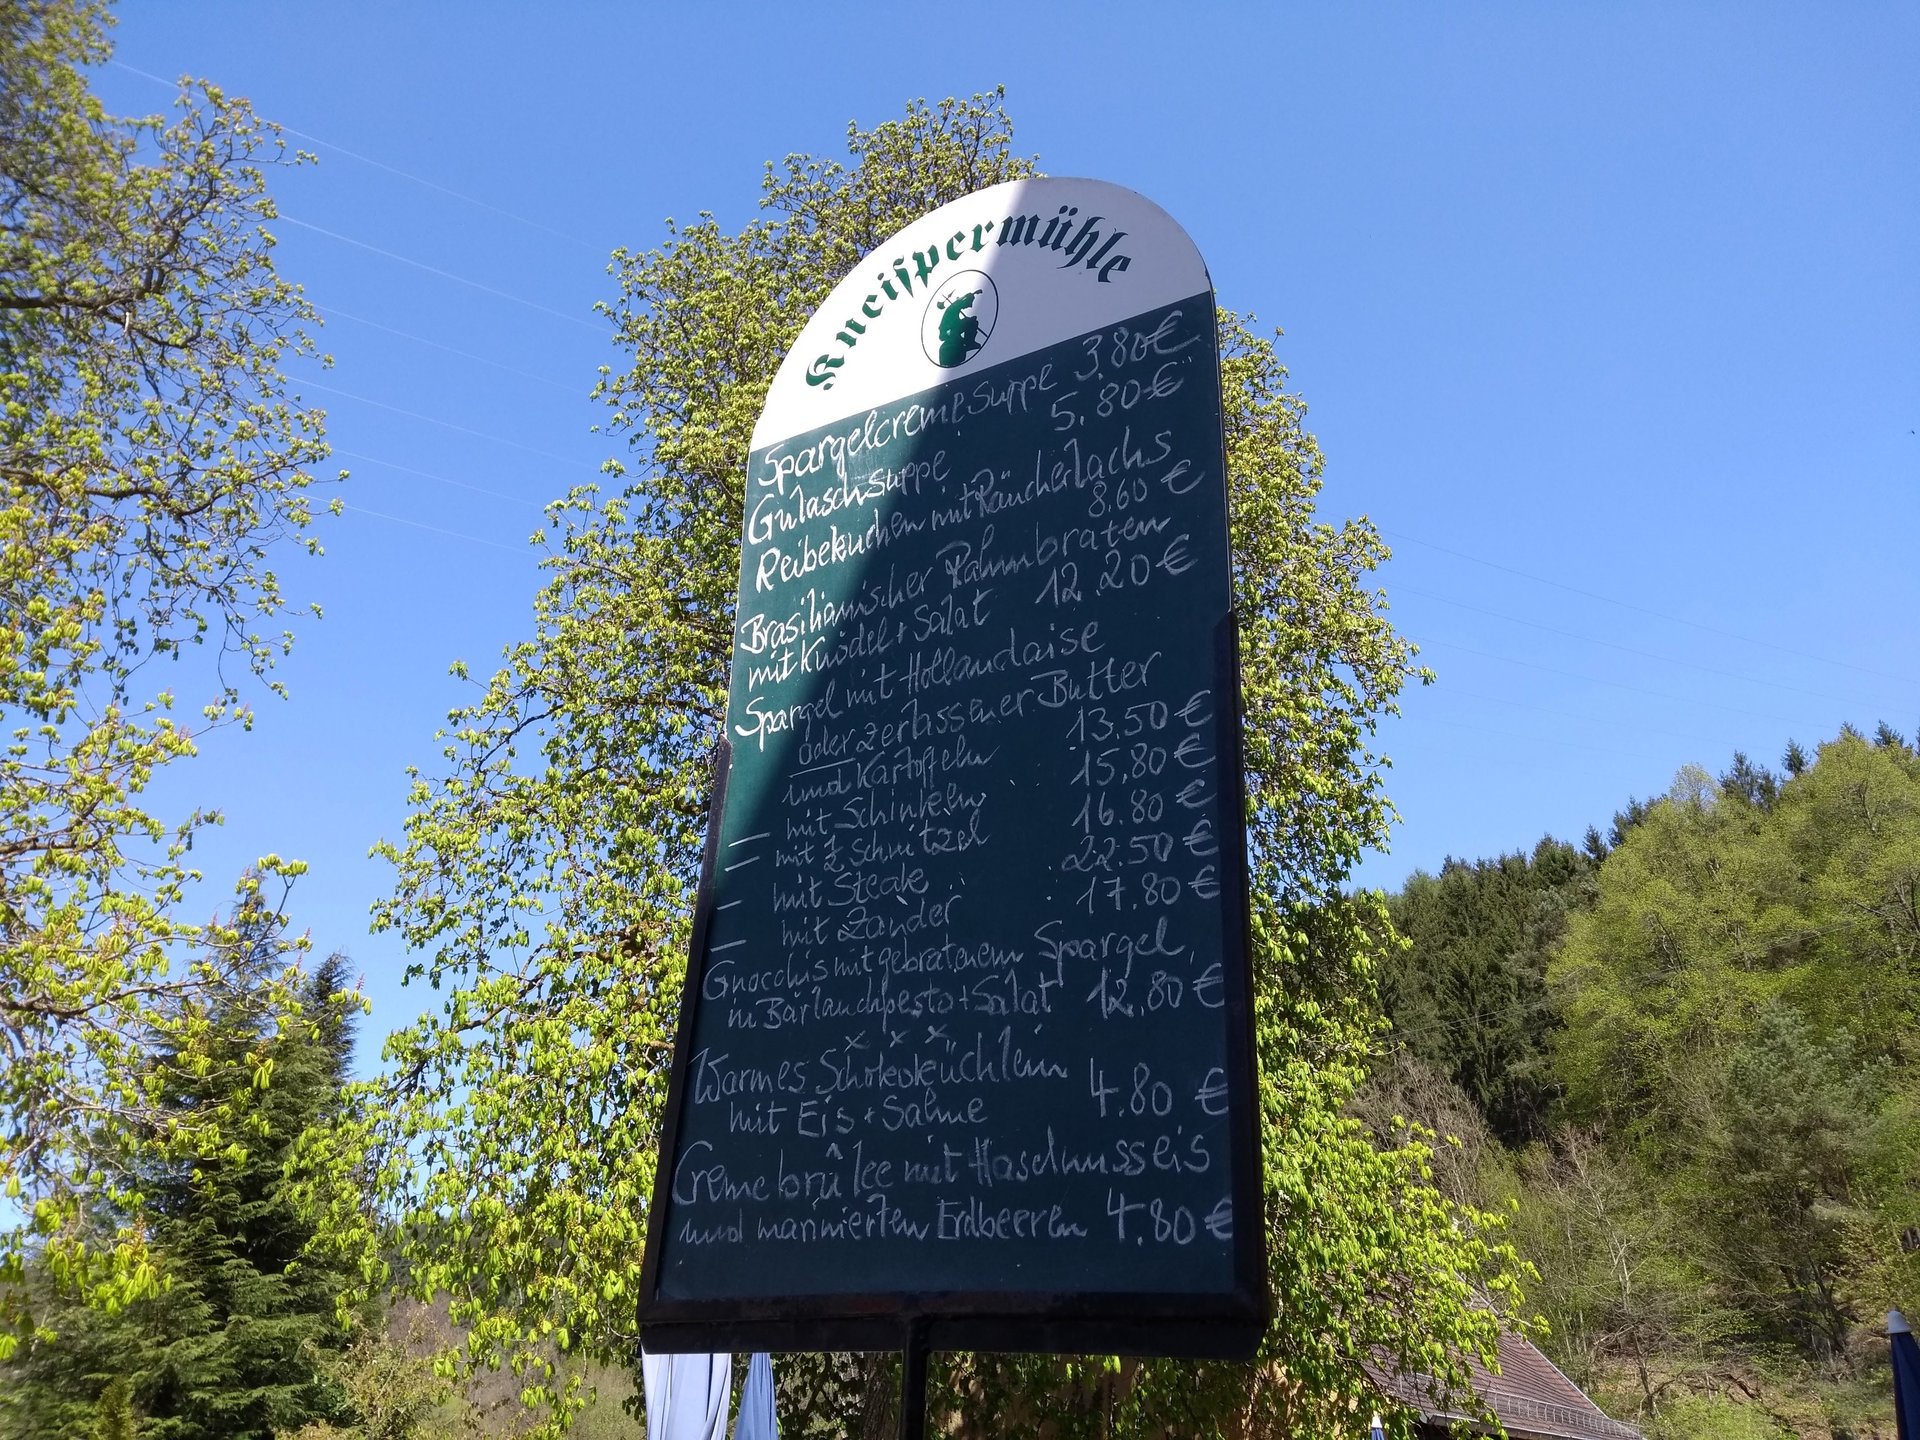 Kneispermühle
Spargelcremesuppe 3.80 €
Gulaschsuppe 5.80 €
Reibekuchen mit Räucherlachs
8.60 €
Brasilianischer Rahmbraten
mit Knödel + Salat 12.20 €
Spargel mit Hollandaise
oder zerlassener Butter
und Kartoffeln 13.50 €
— mit Schinken 15.80 €
— mit Schnitzel 16.80 €
— mit Steak 22.50 €
— mit Zander 17.80 €
Gnocchis mit gebratenem Spargel,
in Bärlauchpesto + Salat 12.80 €
x x x
Warmes Schokoküchlein
mit Eis + Sahne 4.80 €
Creme brûlee mit Haselnusseis
und marinierten Erdbeeren 4.80 €